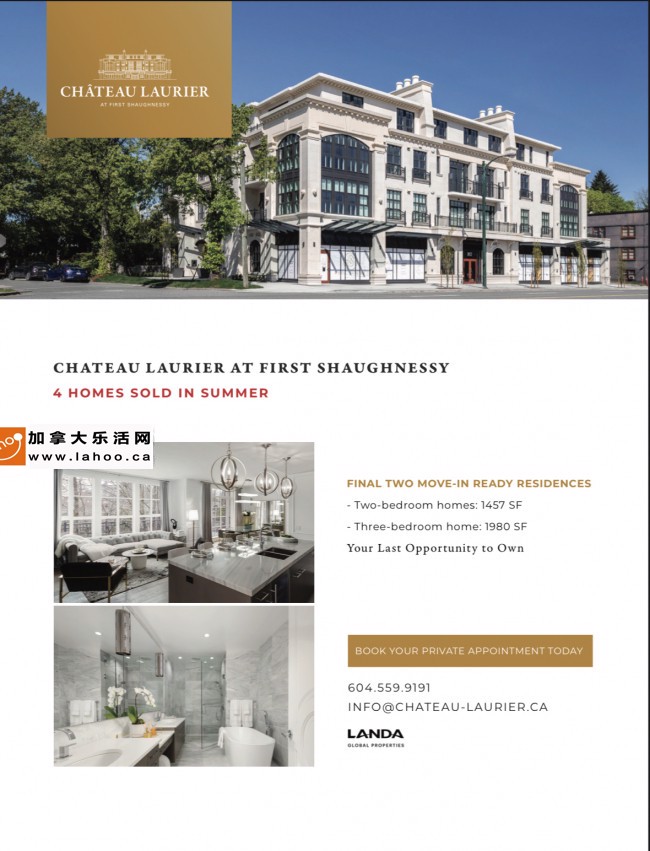 CHÂTEAU LAURIER
AT FIRST SHAUGHNESSY
CHATEAU LAURIER AT FIRST SHAUGHNESSY
4 HOMES SOLD IN SUMMER
加拿大乐活网
www.lahoo.ca
FINAL TWO MOVE-IN READY RESIDENCES
- Two-bedroom homes: 1457 SF
- Three-bedroom home: 1980 SF
Your Last Opportunity to Own
BOOK YOUR PRIVATE APPOINTMENT TODAY
604.559.9191
INFO@CHATEAU-LAURIER.CA
LANDA
GLOBAL PROPERTIES